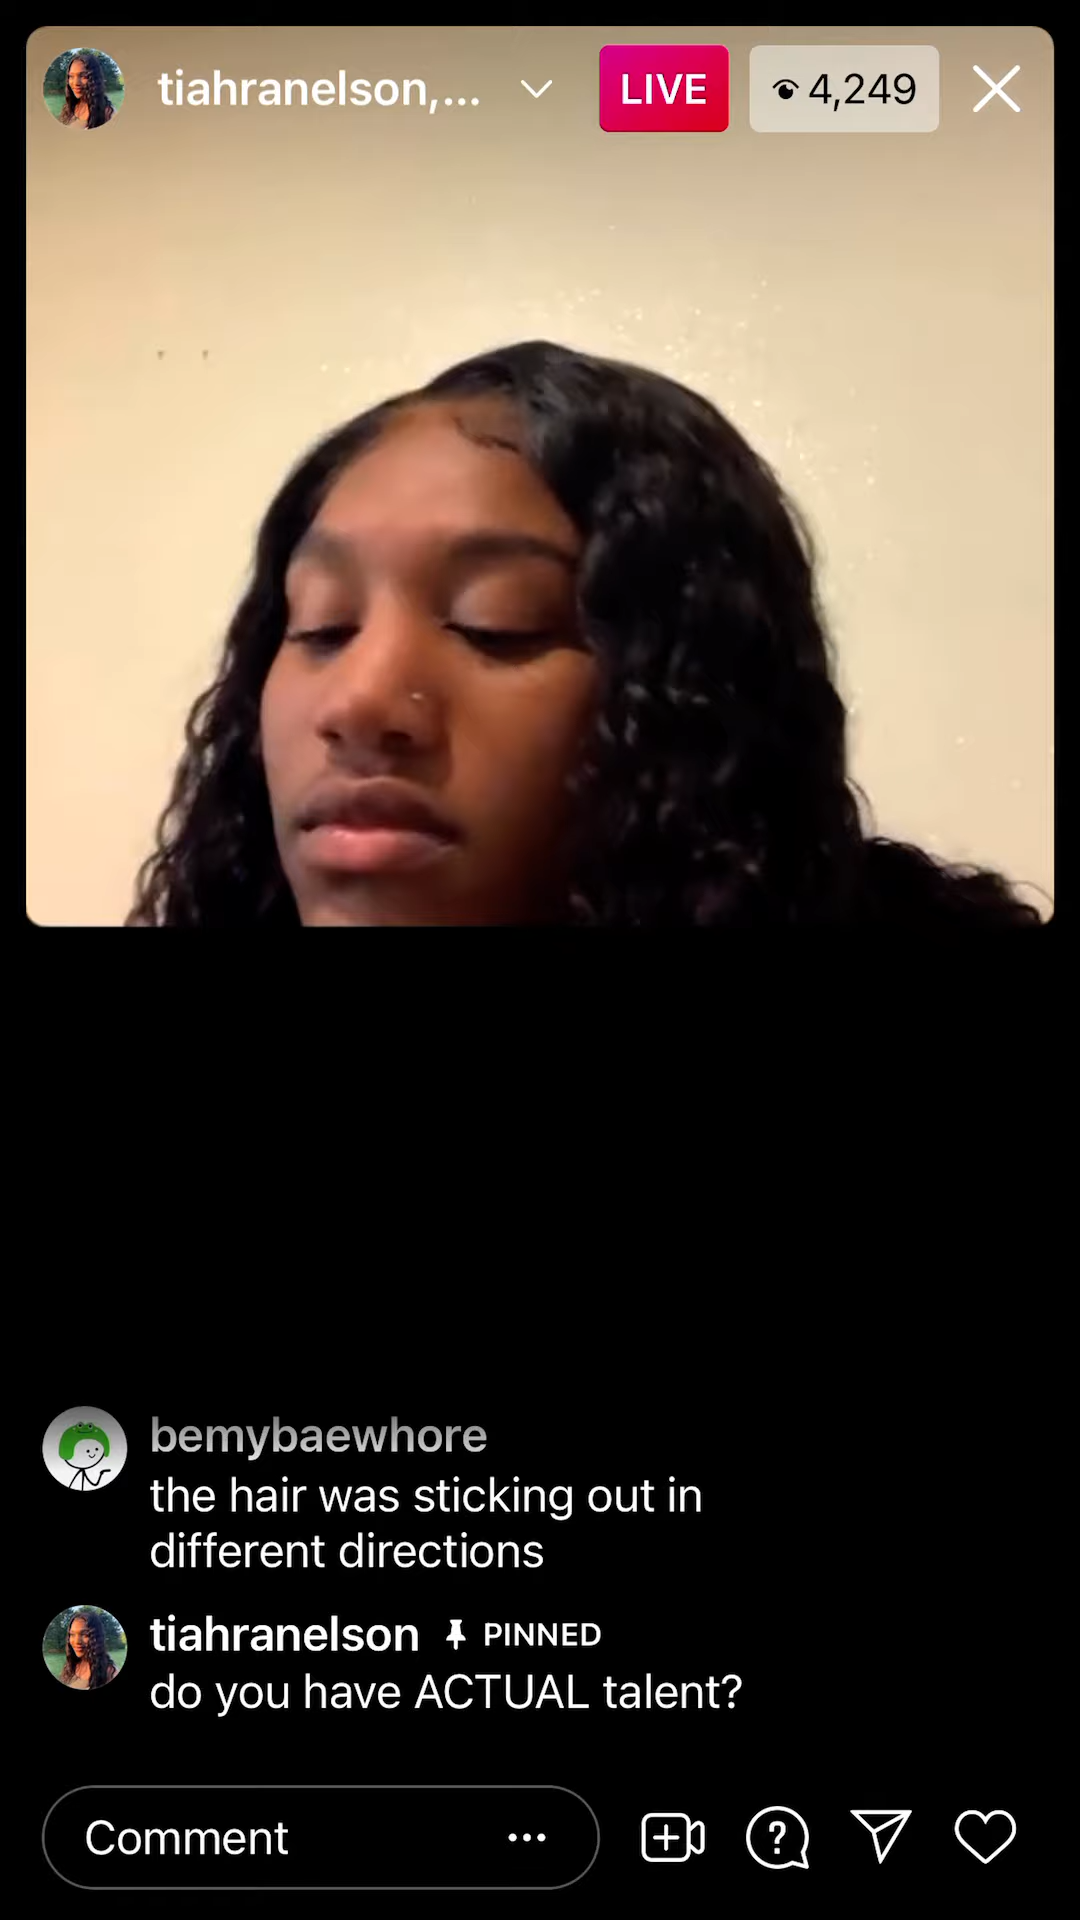 tiahranelson,...
LIVE
4,249
bemybaewhore
the hair was sticking out in
different directions
tiahranelson PINNED
do you have ACTUAL talent?
Comment